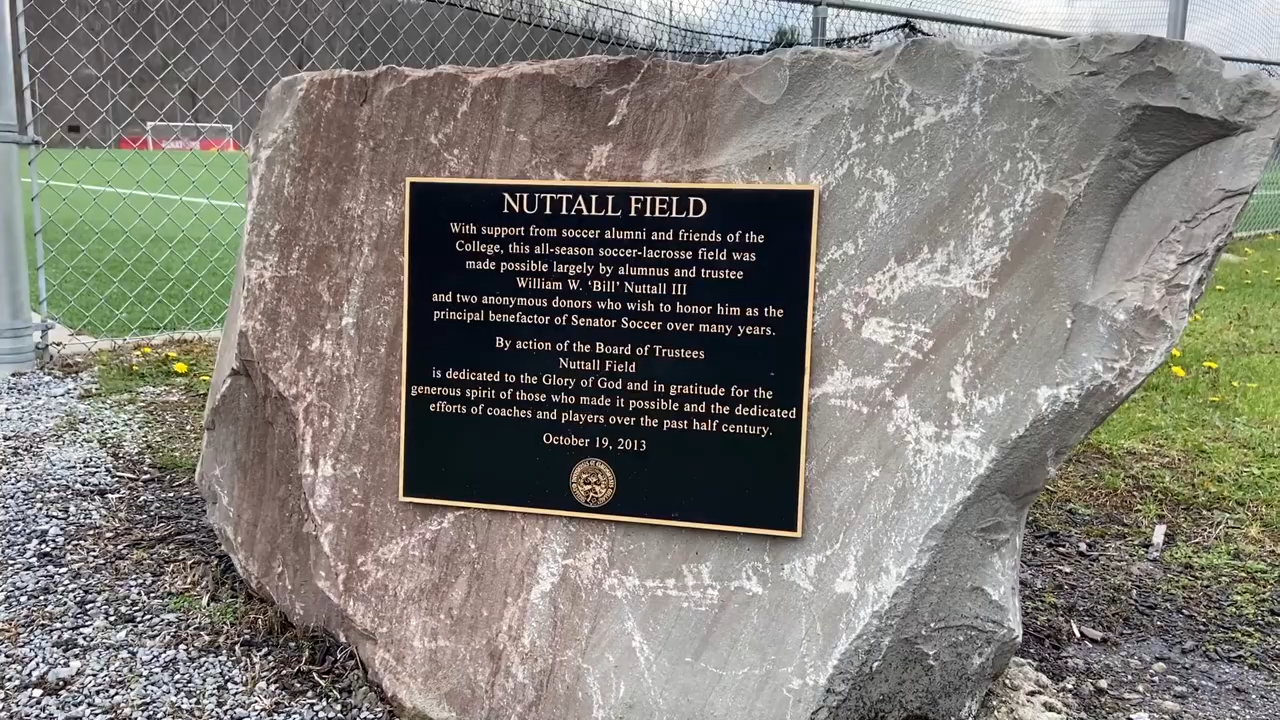 NUTTALL FIELD
With support from soccer alumni and friends of the
College, this all-season soccer-lacrosse field was
made possible largely by alumnus and trustee
William W. ‘Bill’ Nuttall III
and two anonymous donors who wish to honor him as the
principal benefactor of Senator Soccer over many years.
By action of the Board of Trustees
Nuttall Field
is dedicated to the Glory of God and in gratitude for the
generous spirit of those who made it possible and the dedicated
efforts of coaches and players over the past half century.
October 19, 2013